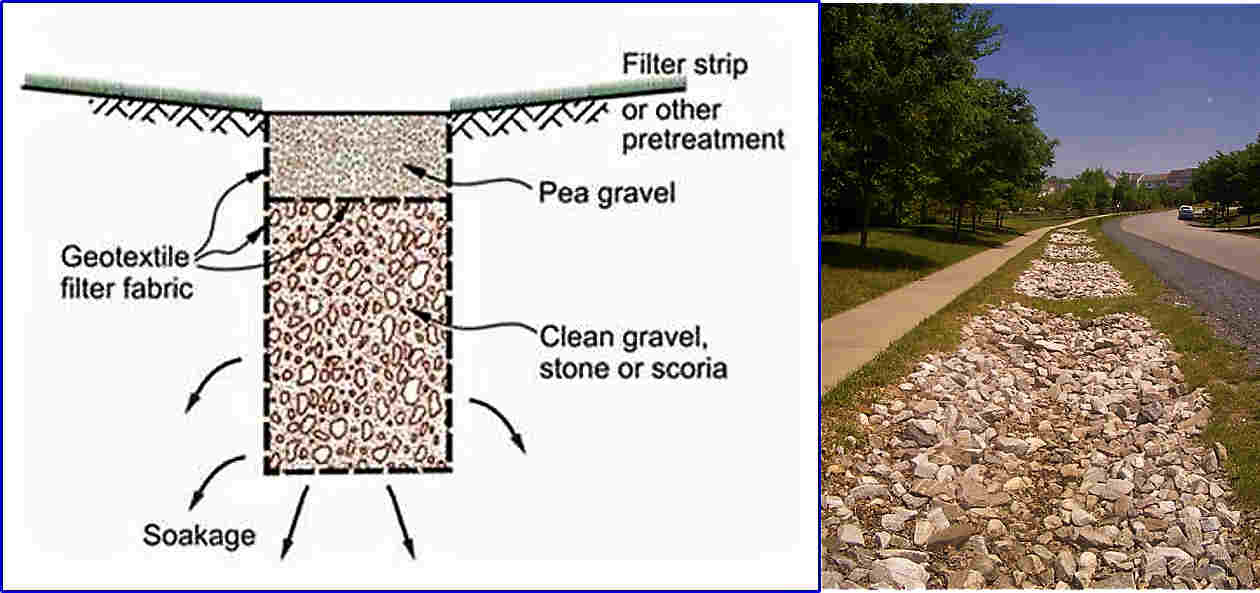 Filter strip
or other
pretreatment
Pea gravel
Geotextile
filter fabric
Clean gravel,
stone or scoria
Soakage